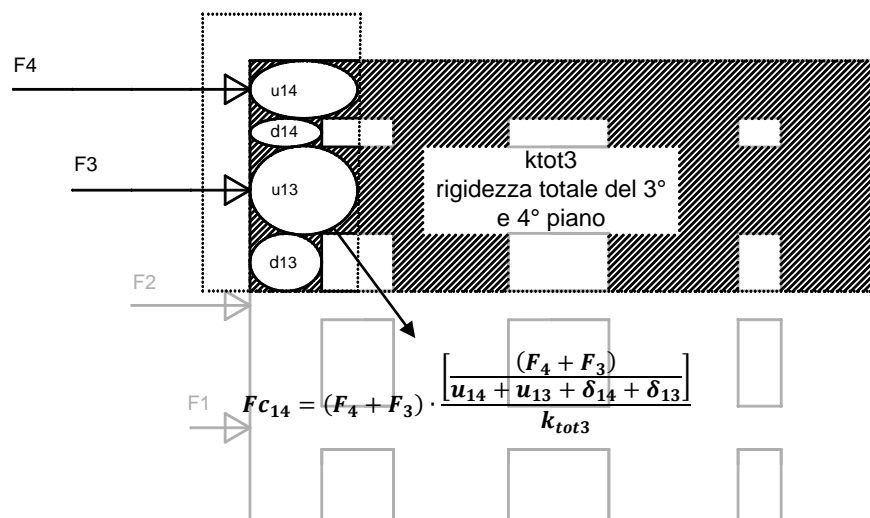 F4
u14
d14
F3
u13
ktot3
rigidezza totale del 3°
e 4° piano
d13
F2
F1
Fc₁₄ = (F₄ + F₃) · [(F₄ + F₃) / (u₁₄ + u₁₃ + δ₁₄ + δ₁₃)] / kₜₒₜ₃